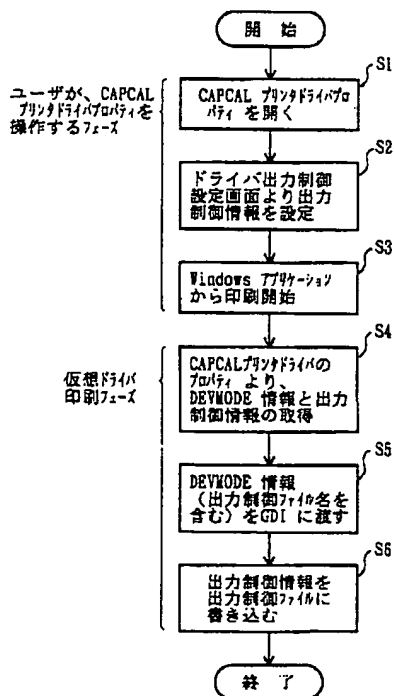 開 始
S1
ユーザが、CAPCAL
プリンタドライバプロパティを
操作するフェーズ
CAPCAL プリンタドライバプロ
パティ を開く
S2
ドライバ出力制御
設定画面より出力
制御情報を設定
S3
Windows アプリケーション
から印刷開始
S4
仮想ドライバ
印刷フェーズ
CAPCALプリンタドライバの
プロパティ より、
DEVMODE 情報と出力
制御情報の取得
S5
DEVMODE 情報
(出力制御ファイル名を
含む)をGDI に渡す
S6
出力制御情報を
出力制御ファイルに
書き込む
終 了